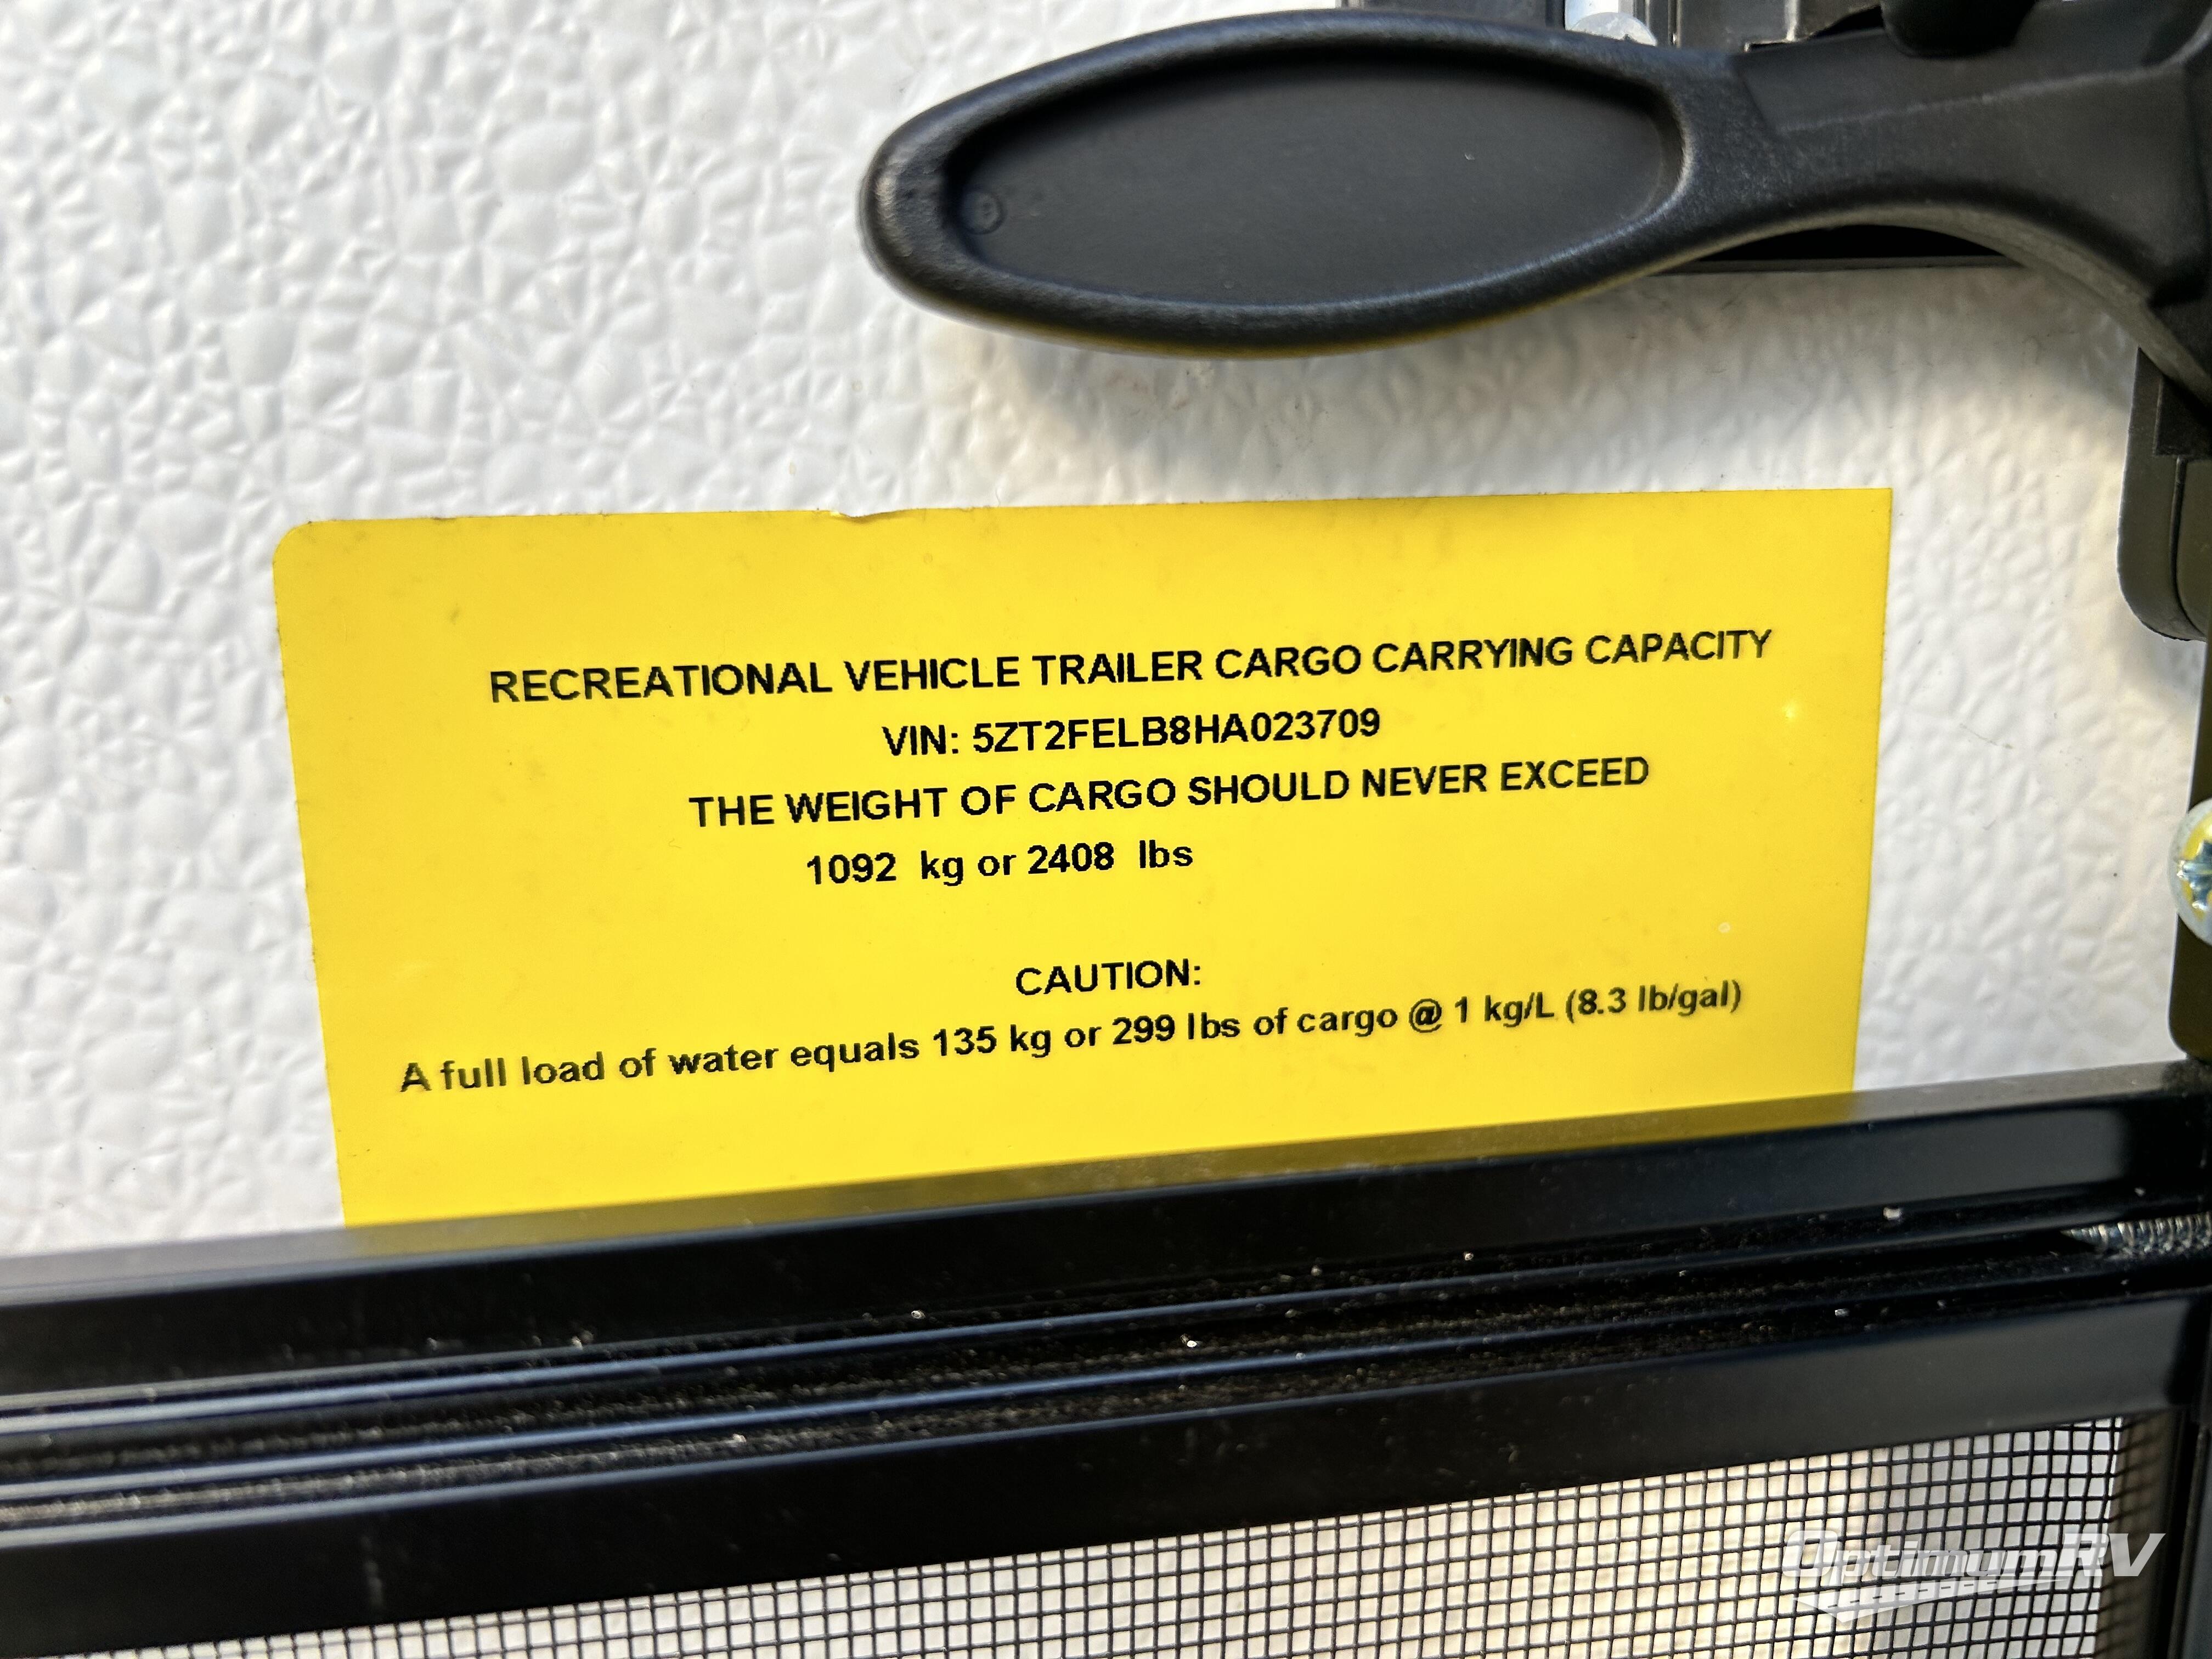 RECREATIONAL VEHICLE TRAILER CARGO CARRYING CAPACITY
VIN: 5ZT2FELB8HA023709
THE WEIGHT OF CARGO SHOULD NEVER EXCEED
1092 kg or 2408 lbs
CAUTION:
A full load of water equals 135 kg or 299 lbs of cargo @ 1 kg/L (8.3 lb/gal)
OptimumRV